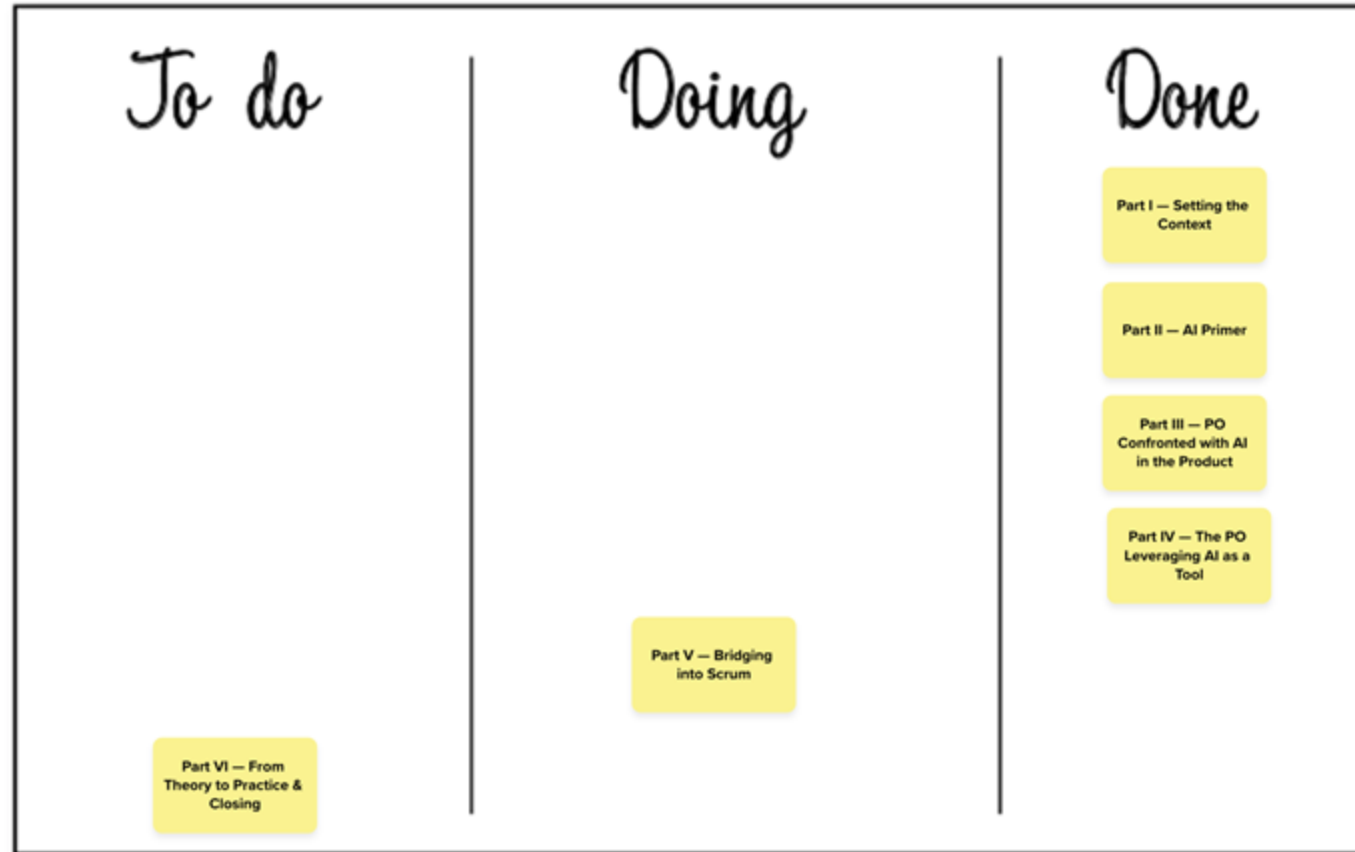 To do
Doing
Done
Part I — Setting the
Context
Part II — AI Primer
Part III — PO
Confronted with AI
in the Product
Part IV — The PO
Leveraging AI as a
Tool
Part V — Bridging
into Scrum
Part VI — From
Theory to Practice &
Closing